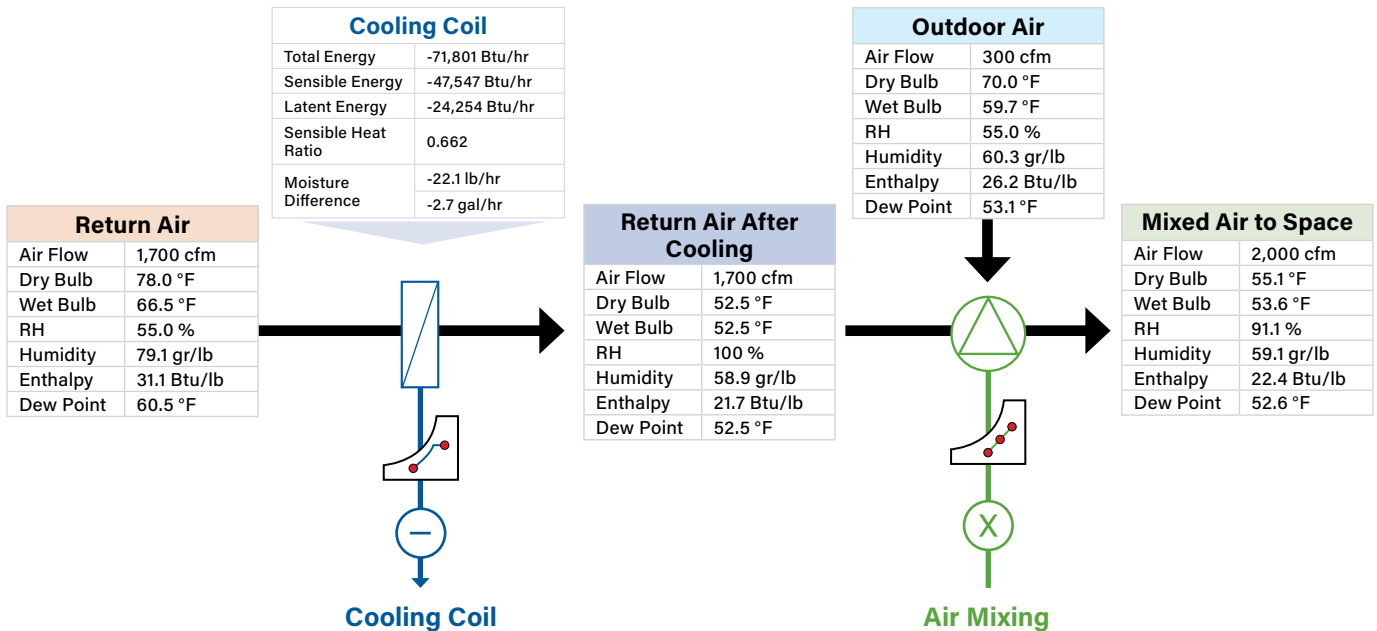 Cooling Coil
Total Energy -71,801 Btu/hr
Sensible Energy -47,547 Btu/hr
Latent Energy -24,254 Btu/hr
Sensible Heat
Ratio 0.662
Moisture
Difference -22.1 lb/hr
-2.7 gal/hr
Outdoor Air
Air Flow 300 cfm
Dry Bulb 70.0 °F
Wet Bulb 59.7 °F
RH 55.0 %
Humidity 60.3 gr/lb
Enthalpy 26.2 Btu/lb
Dew Point 53.1 °F
Return Air
Air Flow 1,700 cfm
Dry Bulb 78.0 °F
Wet Bulb 66.5 °F
RH 55.0 %
Humidity 79.1 gr/lb
Enthalpy 31.1 Btu/lb
Dew Point 60.5 °F
Return Air After
Cooling
Air Flow 1,700 cfm
Dry Bulb 52.5 °F
Wet Bulb 52.5 °F
RH 100 %
Humidity 58.9 gr/lb
Enthalpy 21.7 Btu/lb
Dew Point 52.5 °F
Mixed Air to Space
Air Flow 2,000 cfm
Dry Bulb 55.1 °F
Wet Bulb 53.6 °F
RH 91.1 %
Humidity 59.1 gr/lb
Enthalpy 22.4 Btu/lb
Dew Point 52.6 °F
X
Cooling Coil
Air Mixing